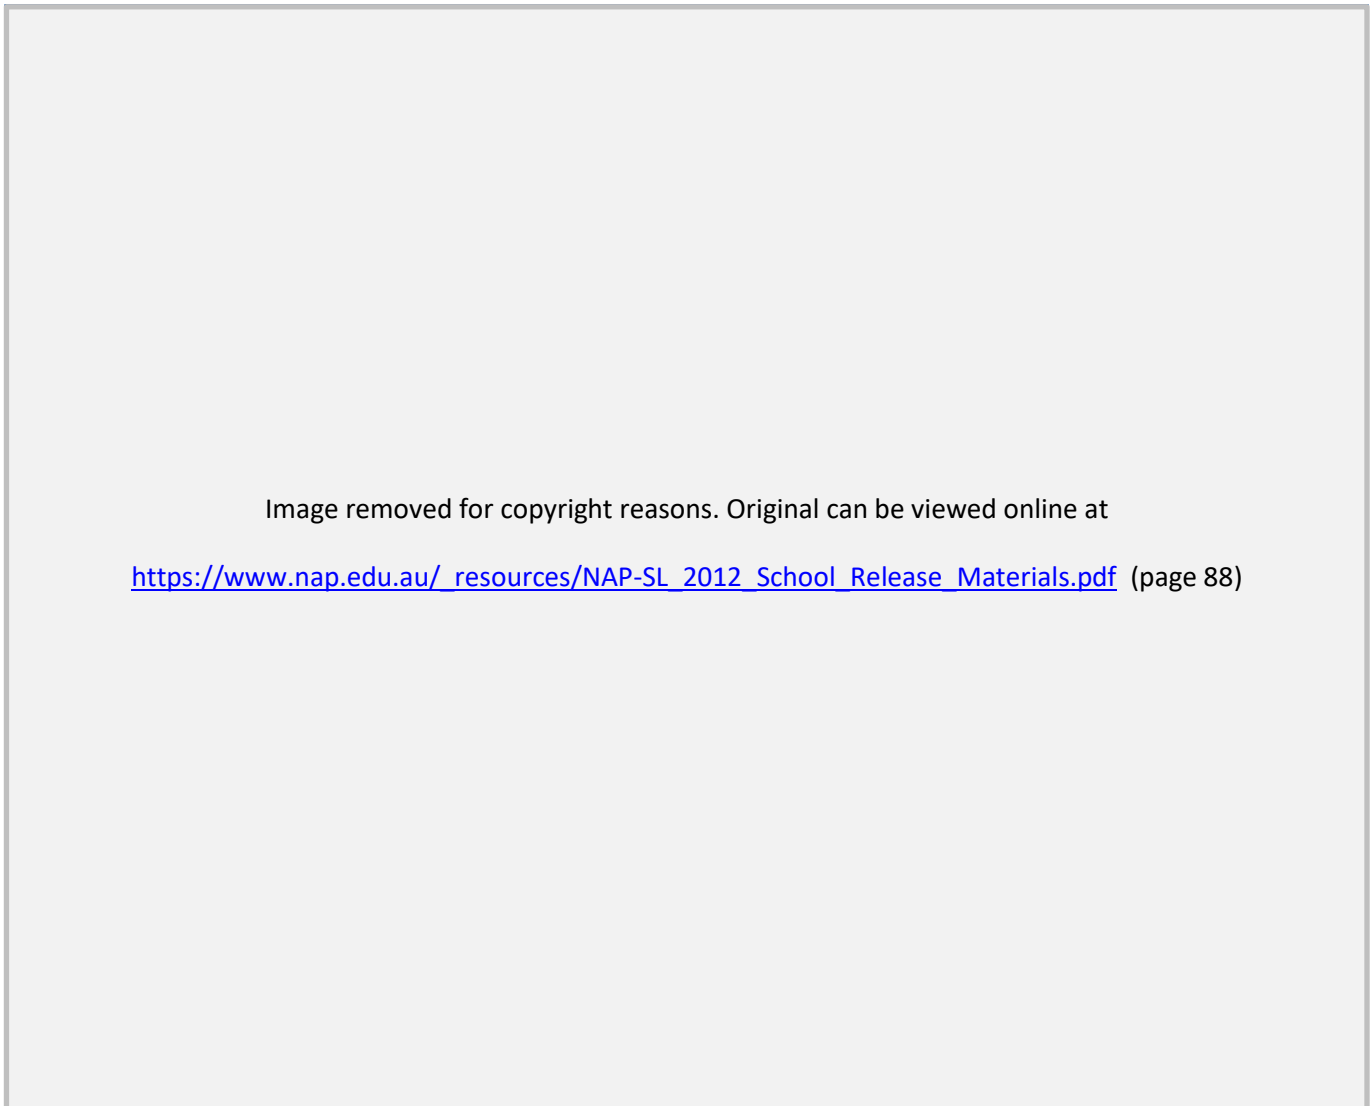 Image removed for copyright reasons. Original can be viewed online at
https://www.nap.edu.au/_resources/NAP-SL_2012_School_Release_Materials.pdf (page 88)